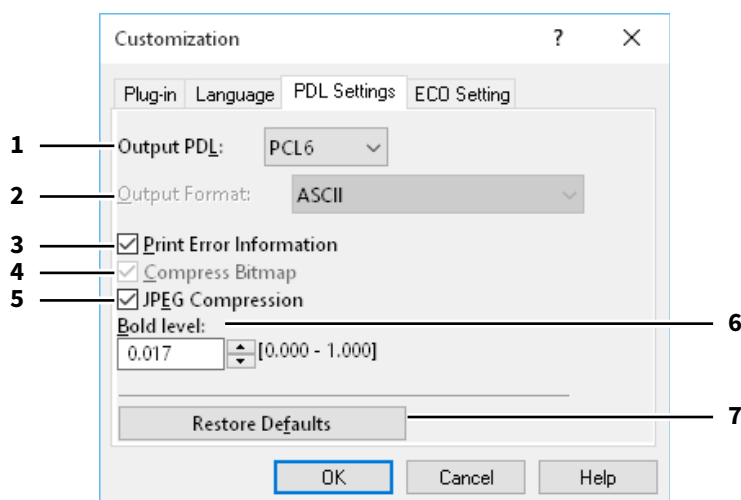 Customization ?
Plug-in Language PDL Settings ECO Setting
1 Output PDL: PCL6
2 Output Format: ASCII
3 Print Error Information
4 Compress Bitmap
5 JPEG Compression
Bold level: 6
0.017 [0.000 - 1.000]
Restore Defaults 7
OK Cancel Help